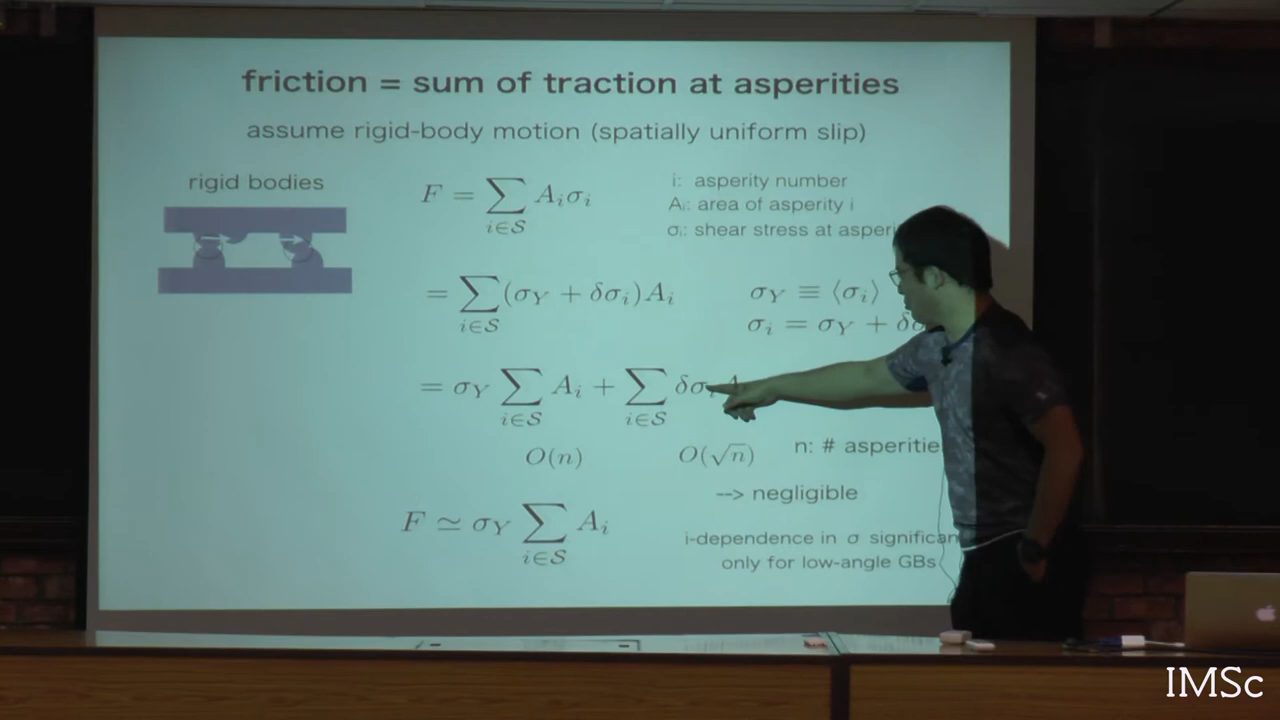 friction = sum of traction at asperities
assume rigid-body motion (spatially uniform slip)
rigid bodies
F = ∑_{i∈S} A_i σ_i
i: asperity number
A_i: area of asperity i
σ_i: shear stress at asperi
= ∑_{i∈S} (σ_Y + δσ_i) A_i
σ_Y ≡ ⟨σ_i⟩
σ_i = σ_Y + δσ
= σ_Y ∑_{i∈S} A_i + ∑_{i∈S} δσ_i A_i
O(n) O(√n) n: # asperitie
--> negligible
F ≃ σ_Y ∑_{i∈S} A_i
i-dependence in σ significan
only for low-angle GBs
IMSc